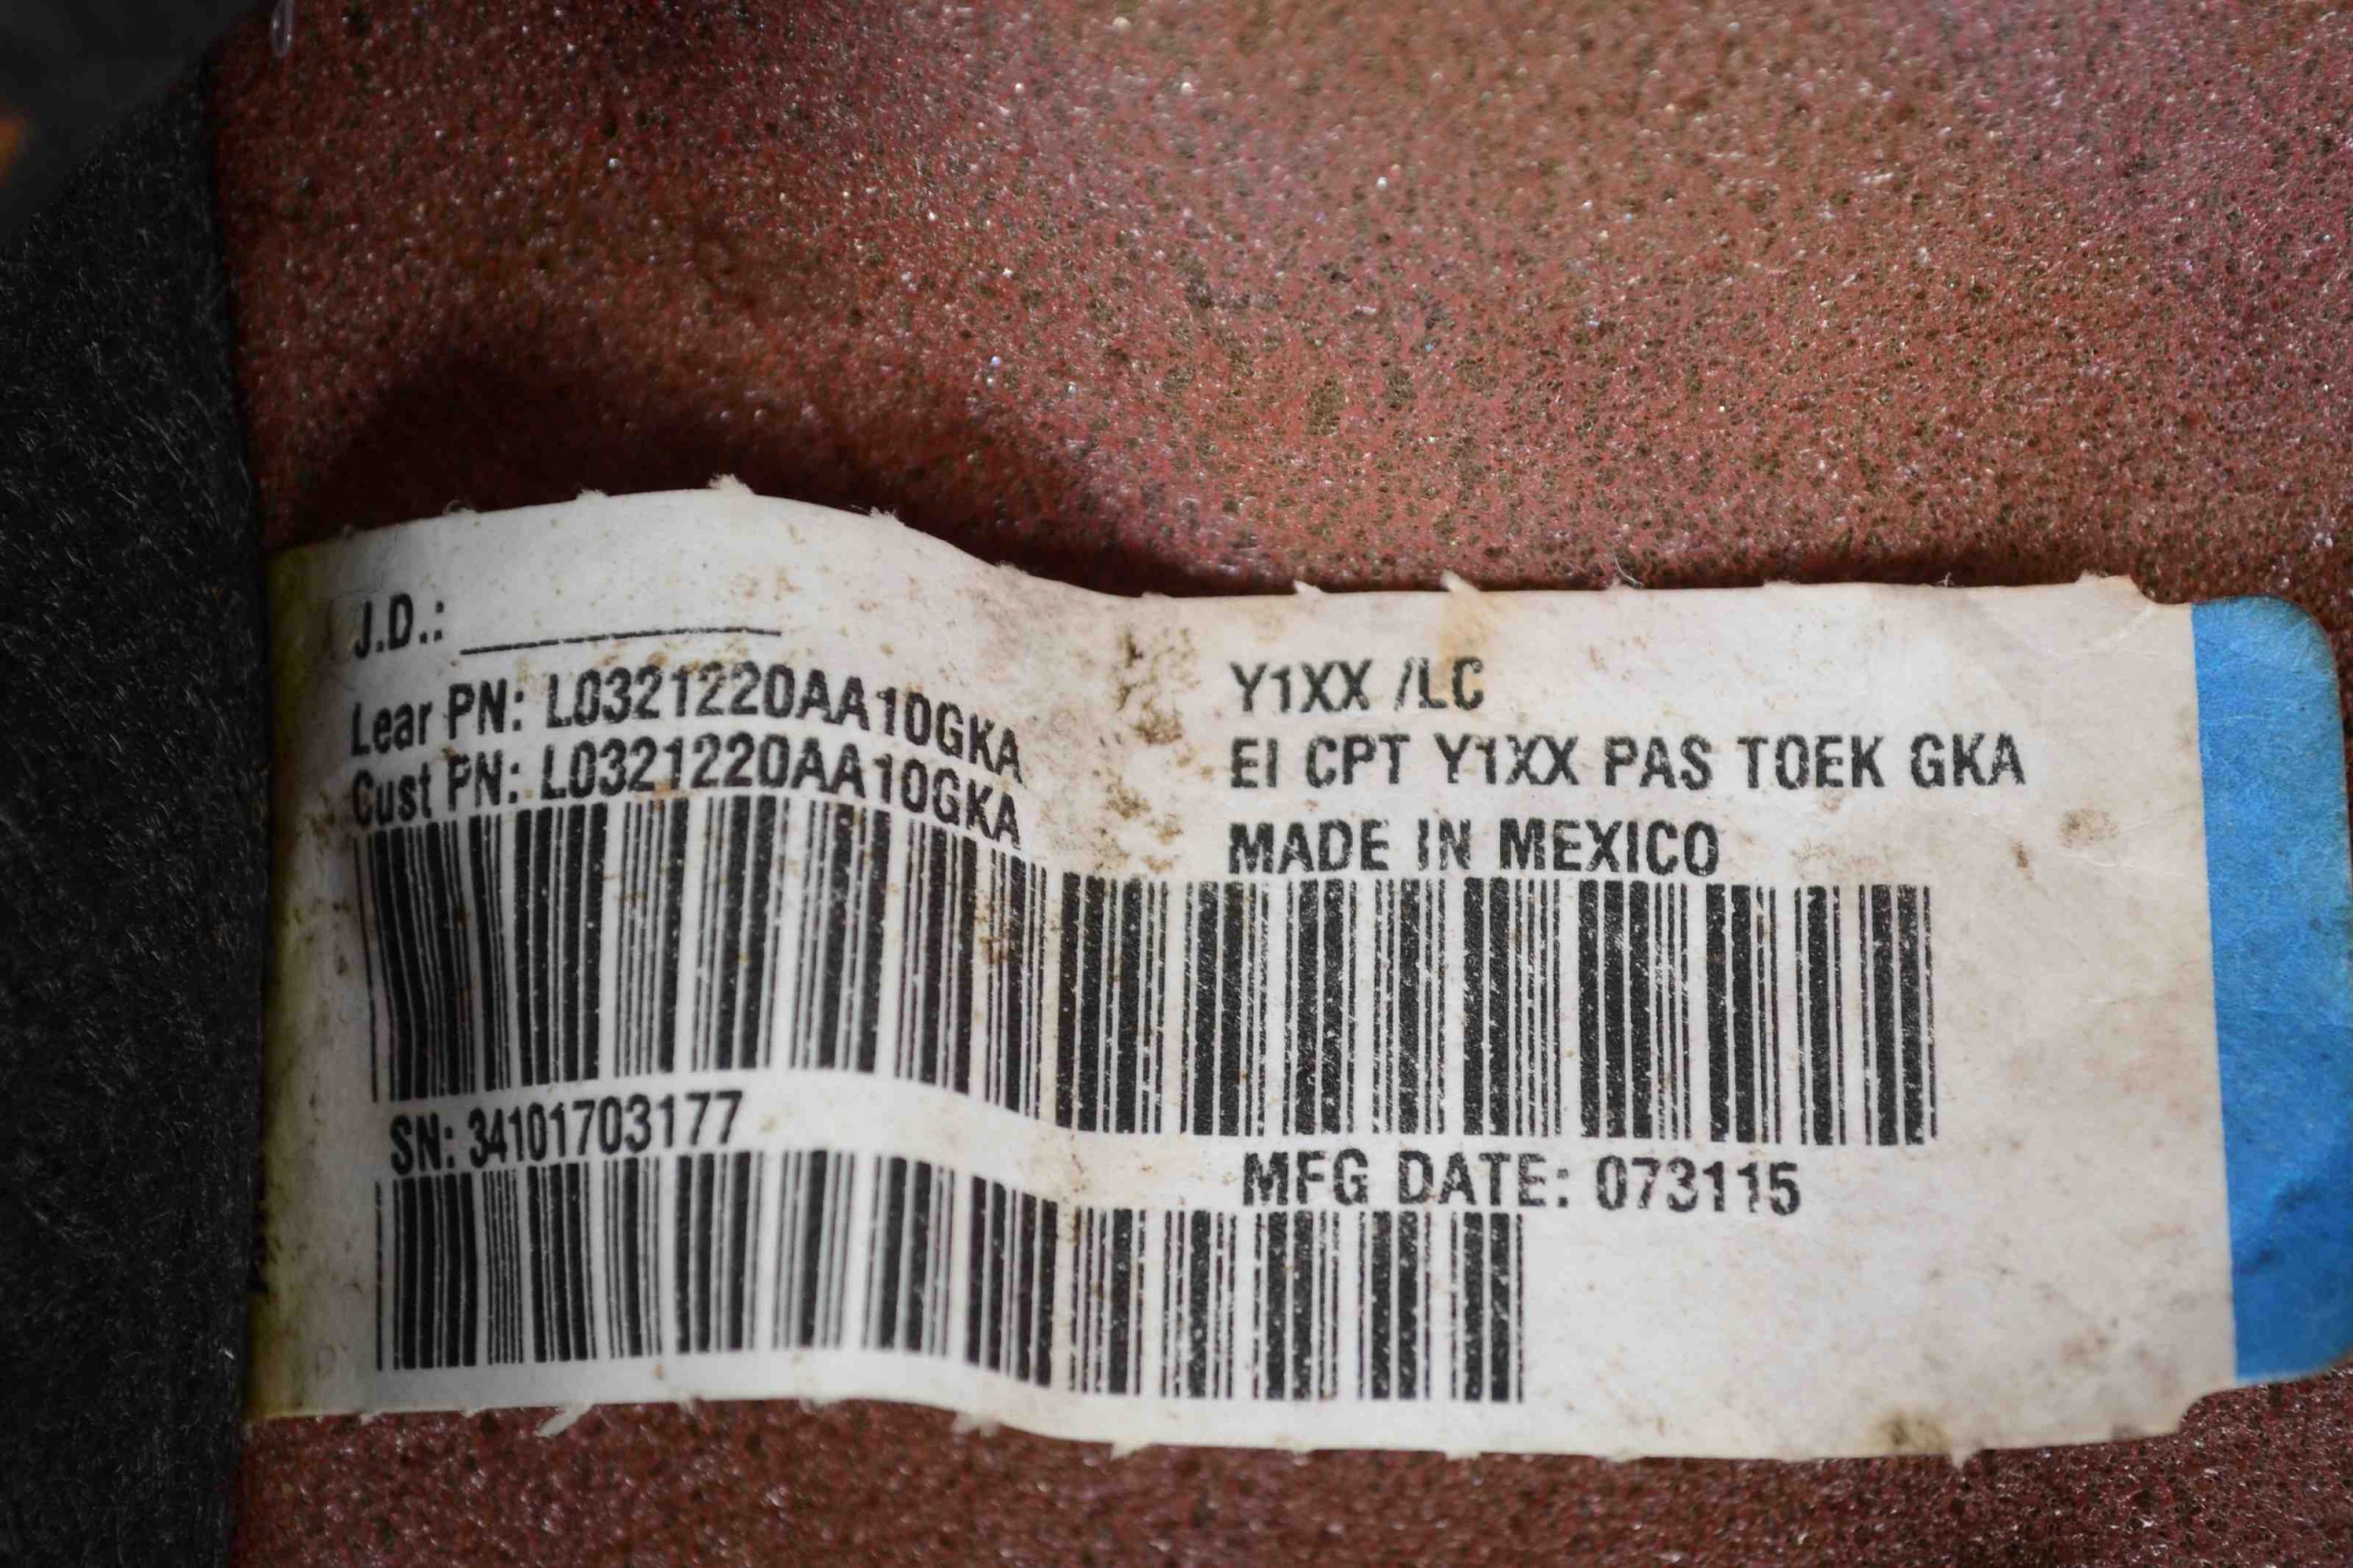 J.D.: ____________
Lear PN: L0321220AA10GKA
Cust PN: L0321220AA10GKA
Y1XX /LC
EI CPT Y1XX PAS TOEK GKA
MADE IN MEXICO
SN: 34101703177
MFG DATE: 073115